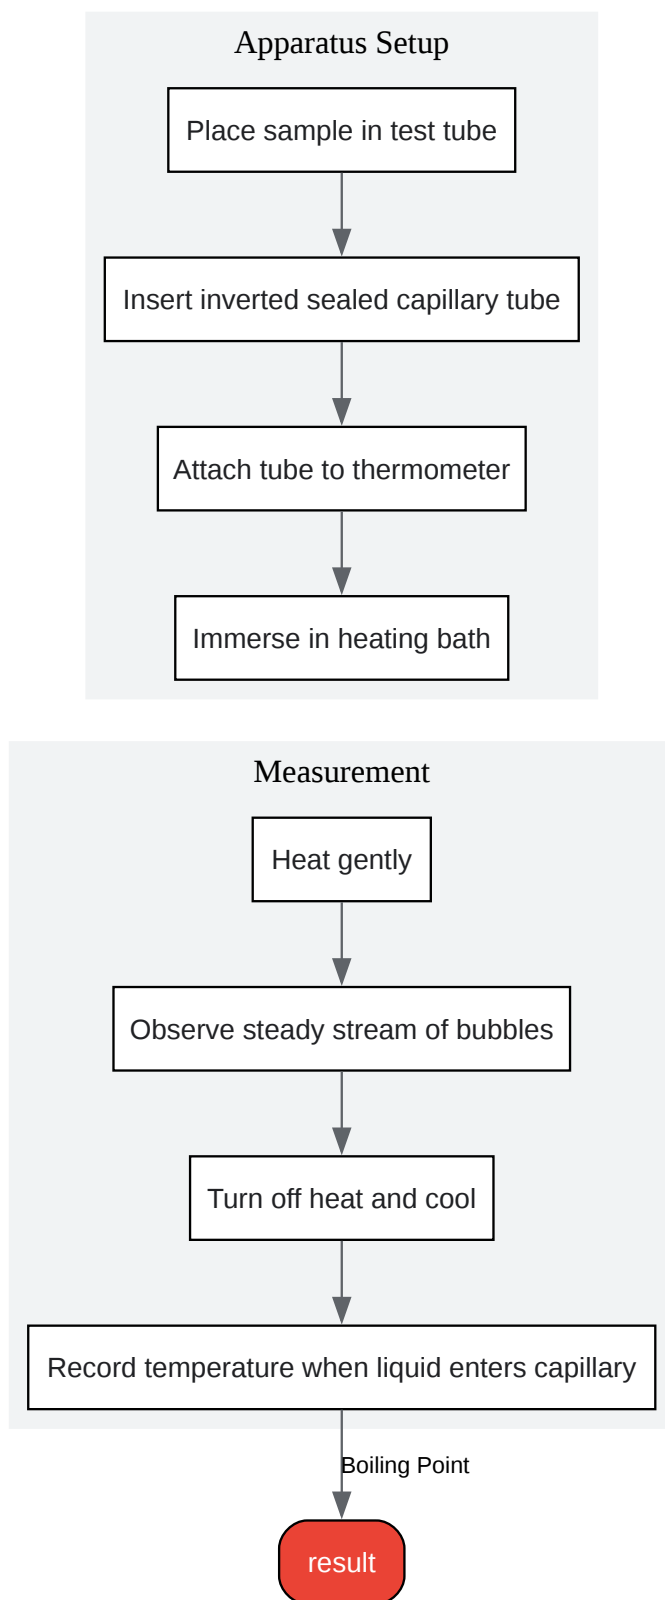 Apparatus Setup
Place sample in test tube
Insert inverted sealed capillary tube
Attach tube to thermometer
Immerse in heating bath
Measurement
Heat gently
Observe steady stream of bubbles
Turn off heat and cool
Record temperature when liquid enters capillary
Boiling Point
result